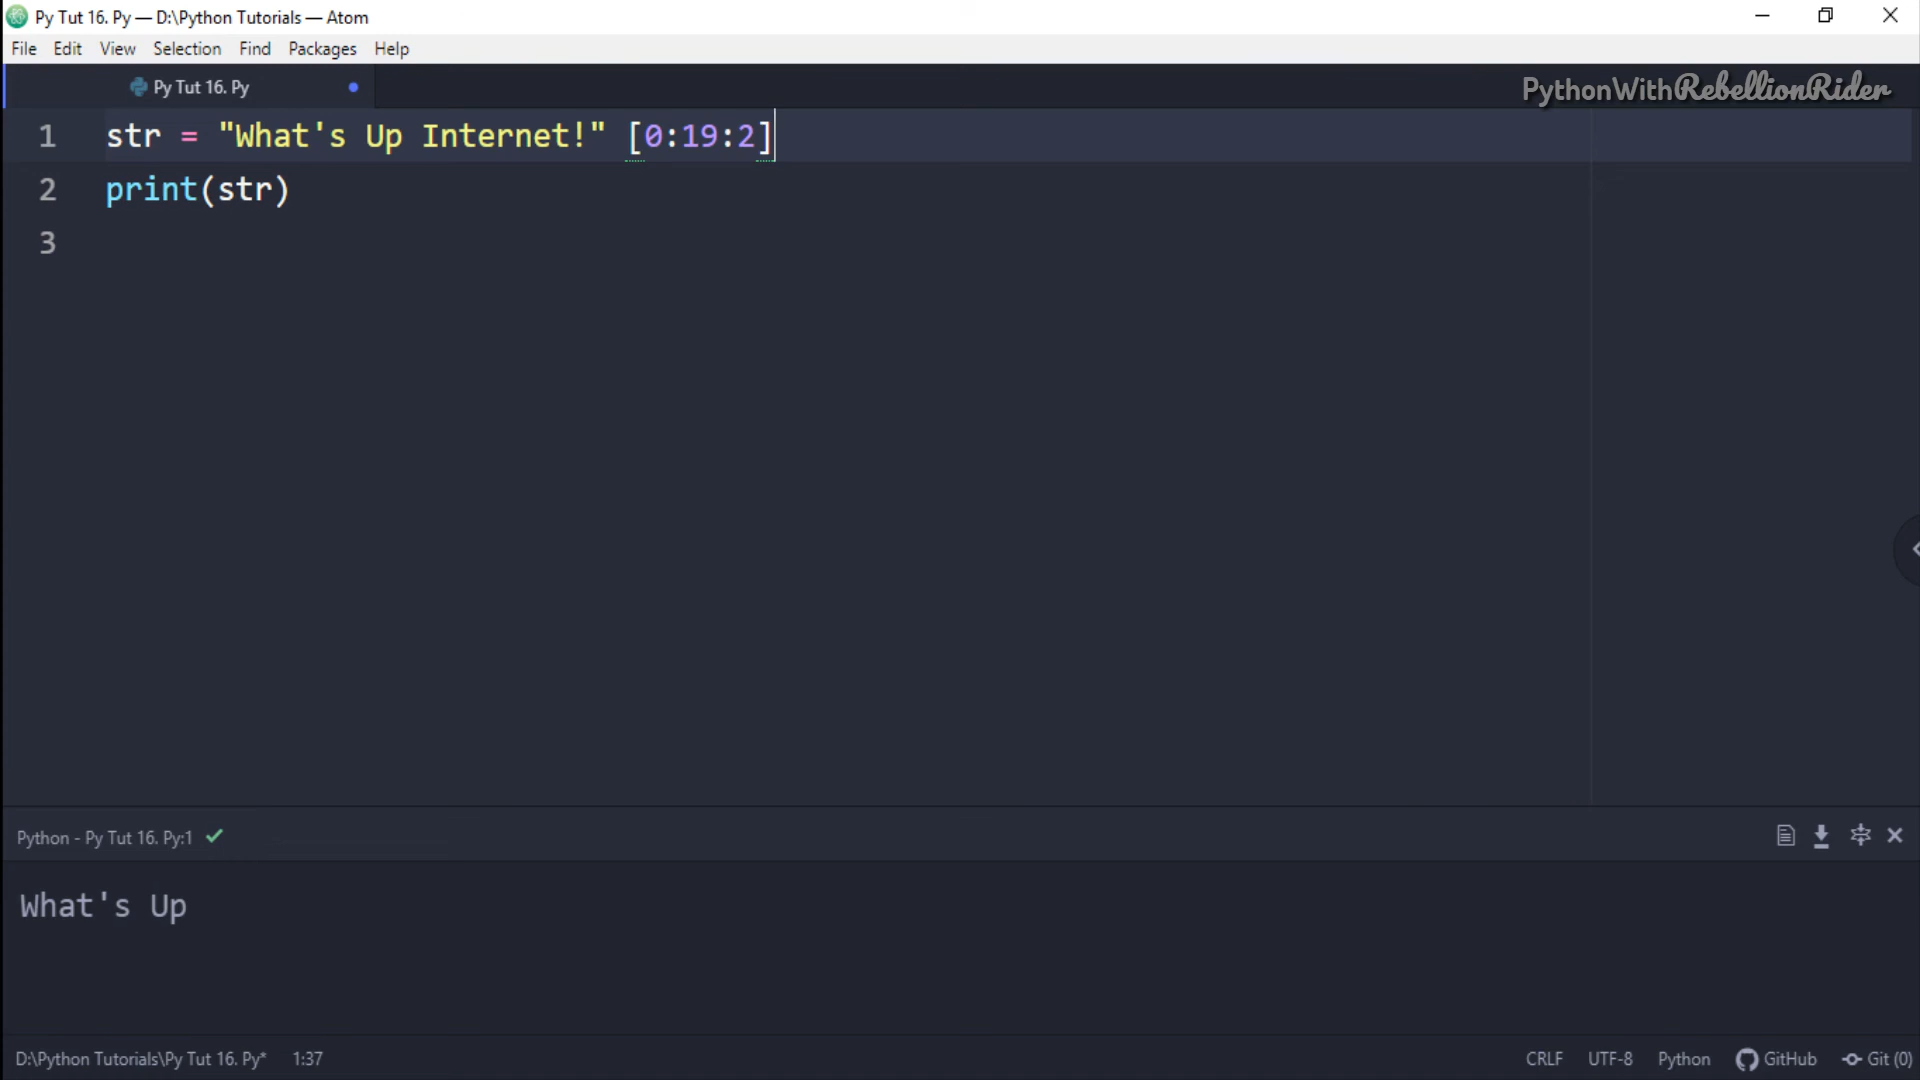 Py Tut 16. Py — D:\Python Tutorials — Atom
File Edit View Selection Find Packages Help
Py Tut 16. Py
PythonWithRebellionRider
1 str = "What's Up Internet!" [0:19:2]
2 print(str)
3
Python - Py Tut 16. Py:1
What's Up
D:\Python Tutorials\Py Tut 16. Py* 1:37 CRLF UTF-8 Python GitHub Git (0)